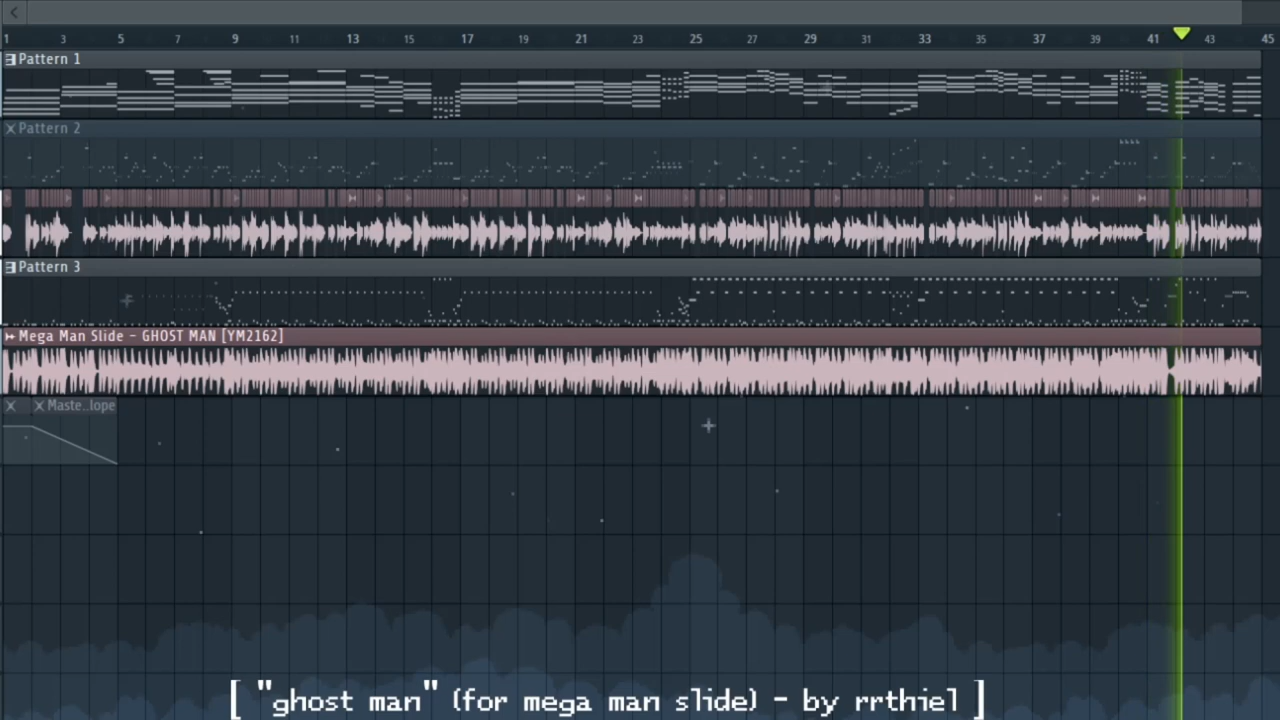 1 3 5 7 9 11 13 15 17 19 21 23 25 27 29 31 33 35 37 39 41 43 45
Pattern 1
Pattern 2
Pattern 3
Mega Man Slide - GHOST MAN [YM2162]
Maste..lope
[ "ghost man" (for mega man slide) - by rrthiel ]